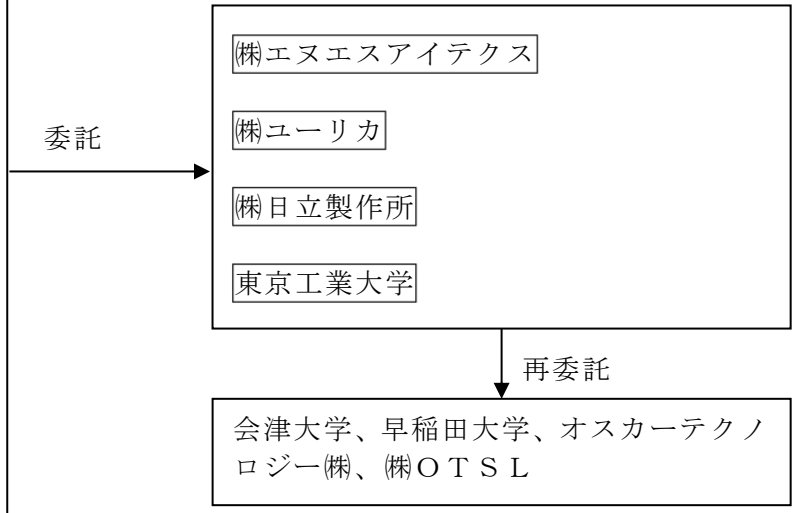 ㈱エヌエスアイテクス
委託
㈱ユーリカ
㈱日立製作所
東京工業大学
再委託
会津大学、早稲田大学、オスカーテクノ
ロジー㈱、㈱ＯＴＳＬ